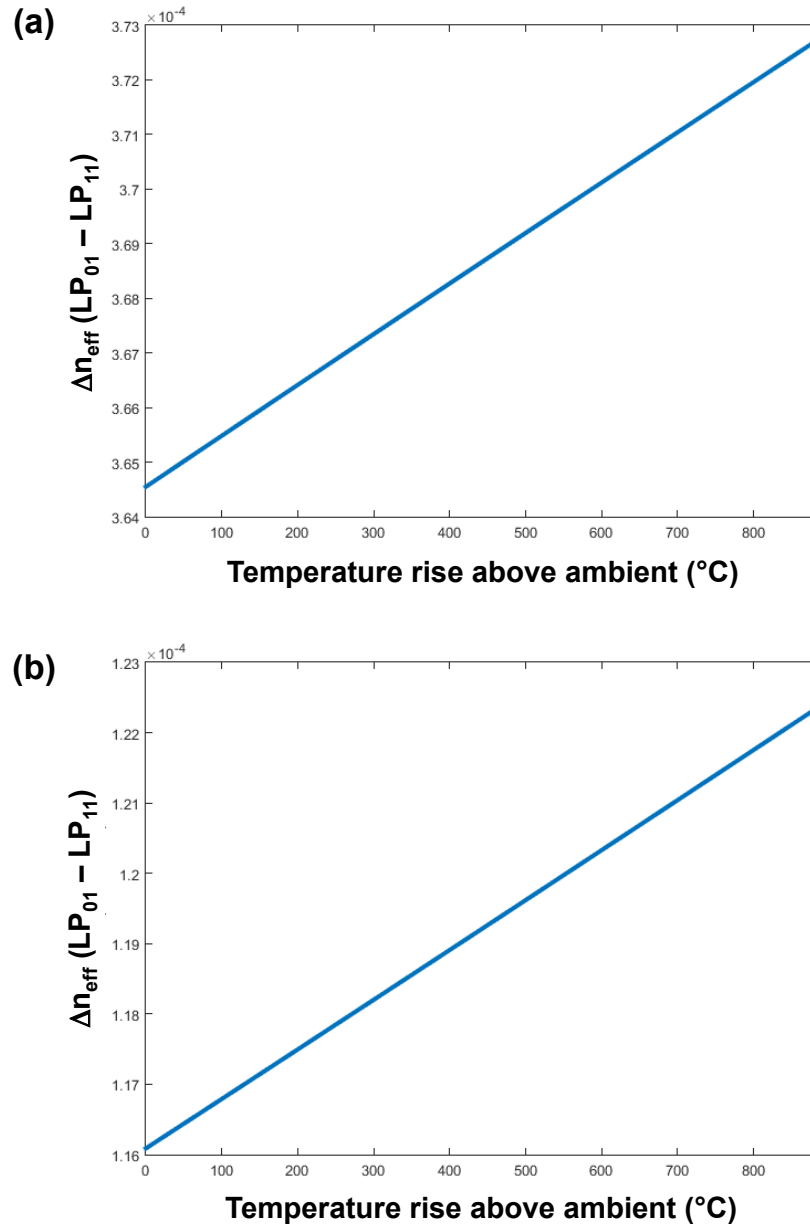 (a)
×10⁻⁴
3.73
3.72
3.71
3.7
3.69
3.68
3.67
3.66
3.65
3.64
Δn_eff (LP₀₁ – LP₁₁)
0 100 200 300 400 500 600 700 800
Temperature rise above ambient (°C)
(b)
×10⁻⁴
1.23
1.22
1.21
1.2
1.19
1.18
1.17
1.16
Δn_eff (LP₀₁ – LP₁₁)
0 100 200 300 400 500 600 700 800
Temperature rise above ambient (°C)